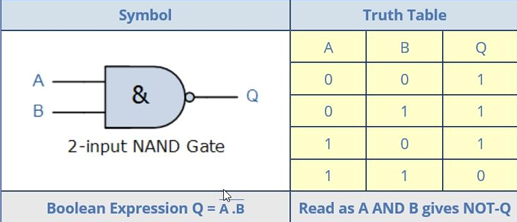 Symbol
Truth Table
A B Q
A
&
Q
B
2-input NAND Gate
0 0 1
0 1 1
1 0 1
1 1 0
Boolean Expression Q = A̅ ̅.̅B̅
Read as A AND B gives NOT-Q